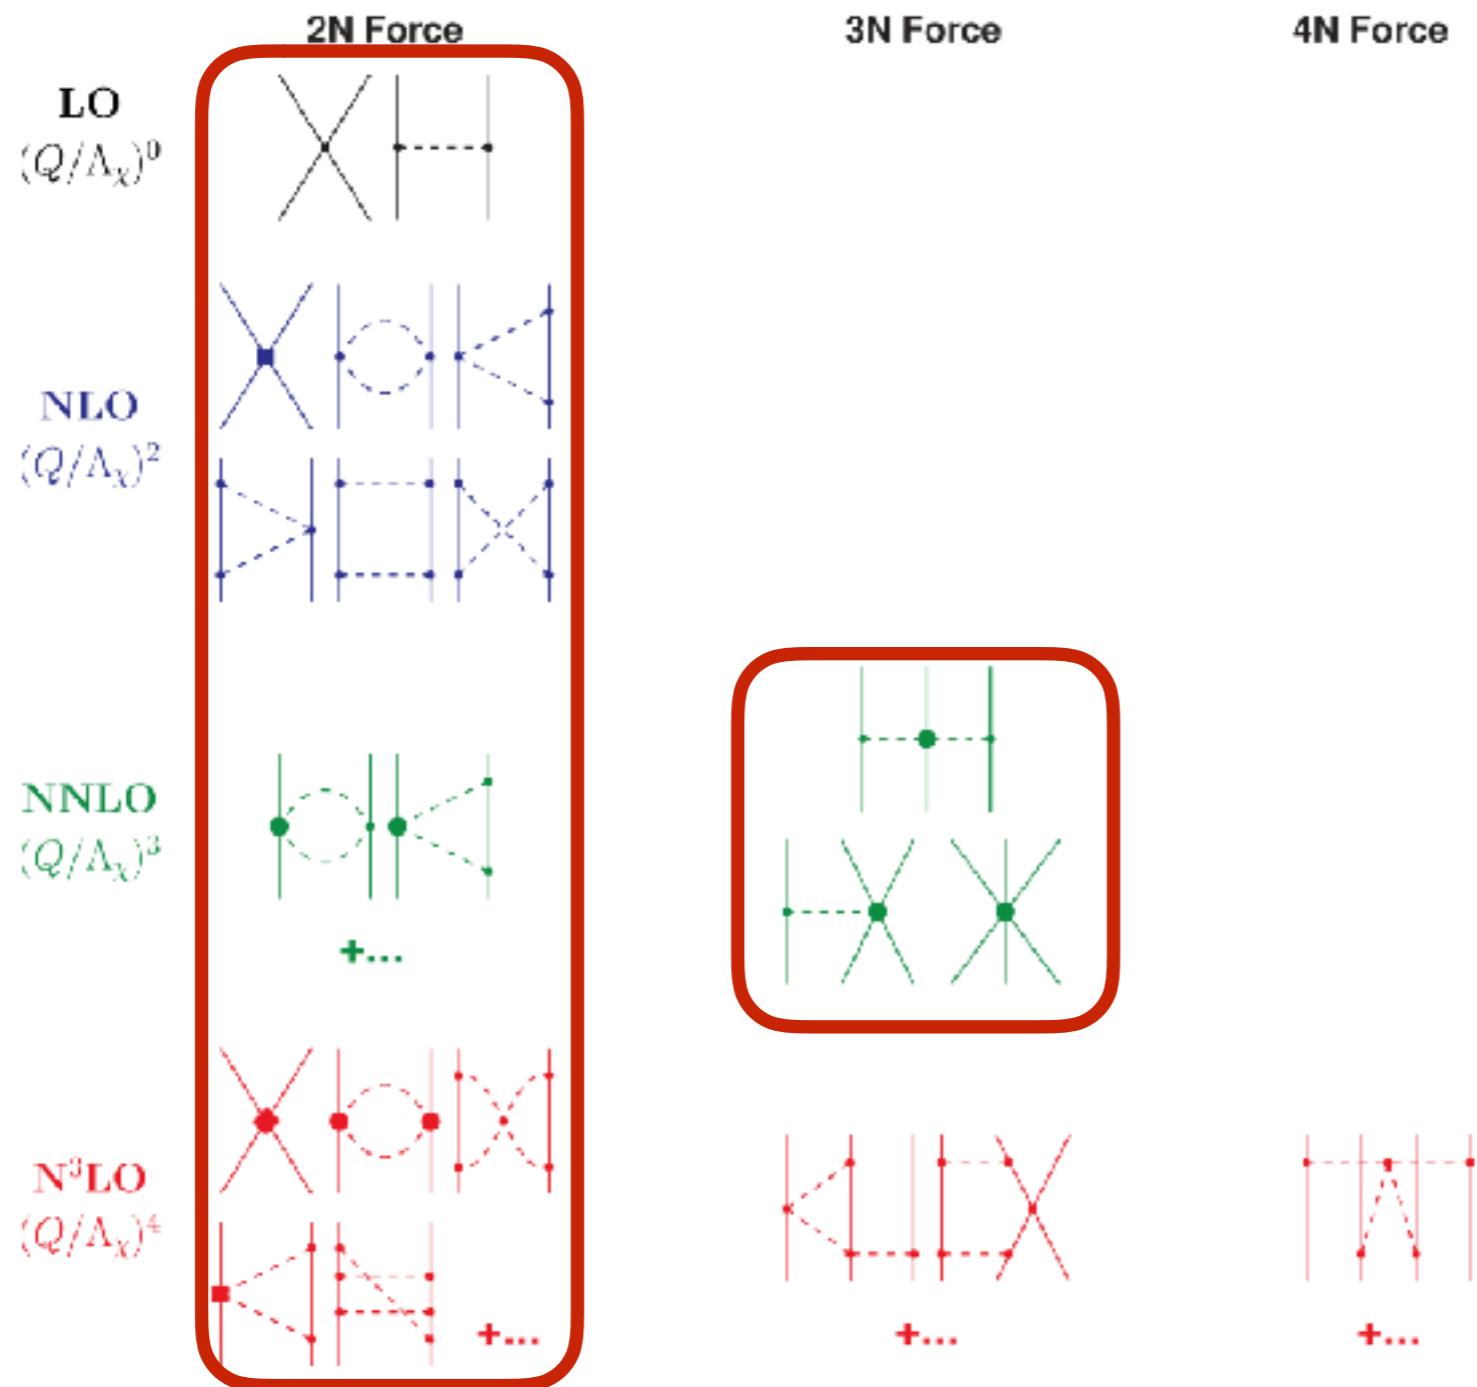 2N Force 3N Force 4N Force
LO
(Q/Λχ)⁰
NLO
(Q/Λχ)²
NNLO
(Q/Λχ)³
+...
N³LO
(Q/Λχ)⁴
+... +... +...